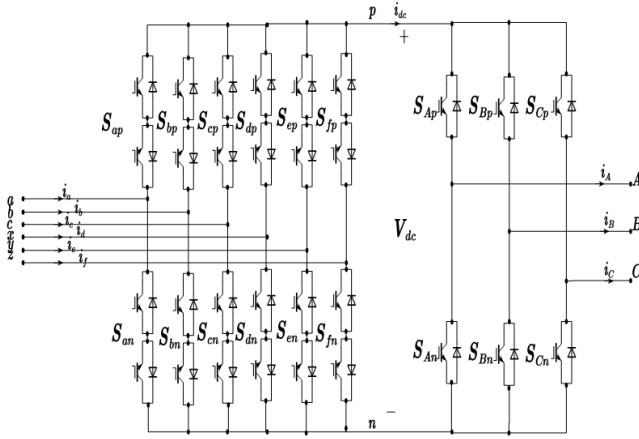 p i_dc
+
S_ap S_bp S_cp S_dp S_ep S_fp S_Ap S_Bp S_Cp
a i_a
b i_b
c i_c
x i_d
y i_e
z i_f
i_A A
i_B B
i_C C
V_dc
S_an S_bn S_cn S_dn S_en S_fn S_An S_Bn S_Cn
n −